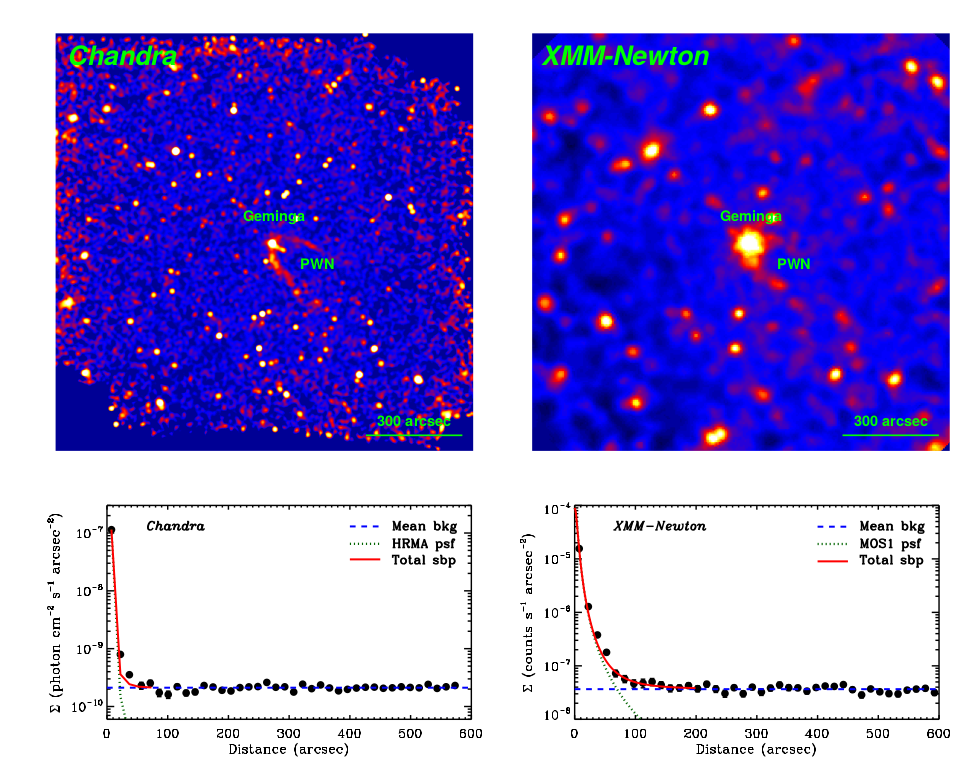 Chandra
XMM-Newton
Geminga
PWN
300 arcsec
Geminga
PWN
300 arcsec
Chandra
Mean bkg
HRMA psf
Total sbp
Σ (photon cm⁻² s⁻¹ arcsec⁻²)
10⁻⁷
10⁻⁸
10⁻⁹
10⁻¹⁰
0 100 200 300 400 500 600
Distance (arcsec)
XMM-Newton
Mean bkg
MOS1 psf
Total sbp
Σ (counts s⁻¹ arcsec⁻²)
10⁻⁴
10⁻⁵
10⁻⁶
10⁻⁷
10⁻⁸
0 100 200 300 400 500 600
Distance (arcsec)